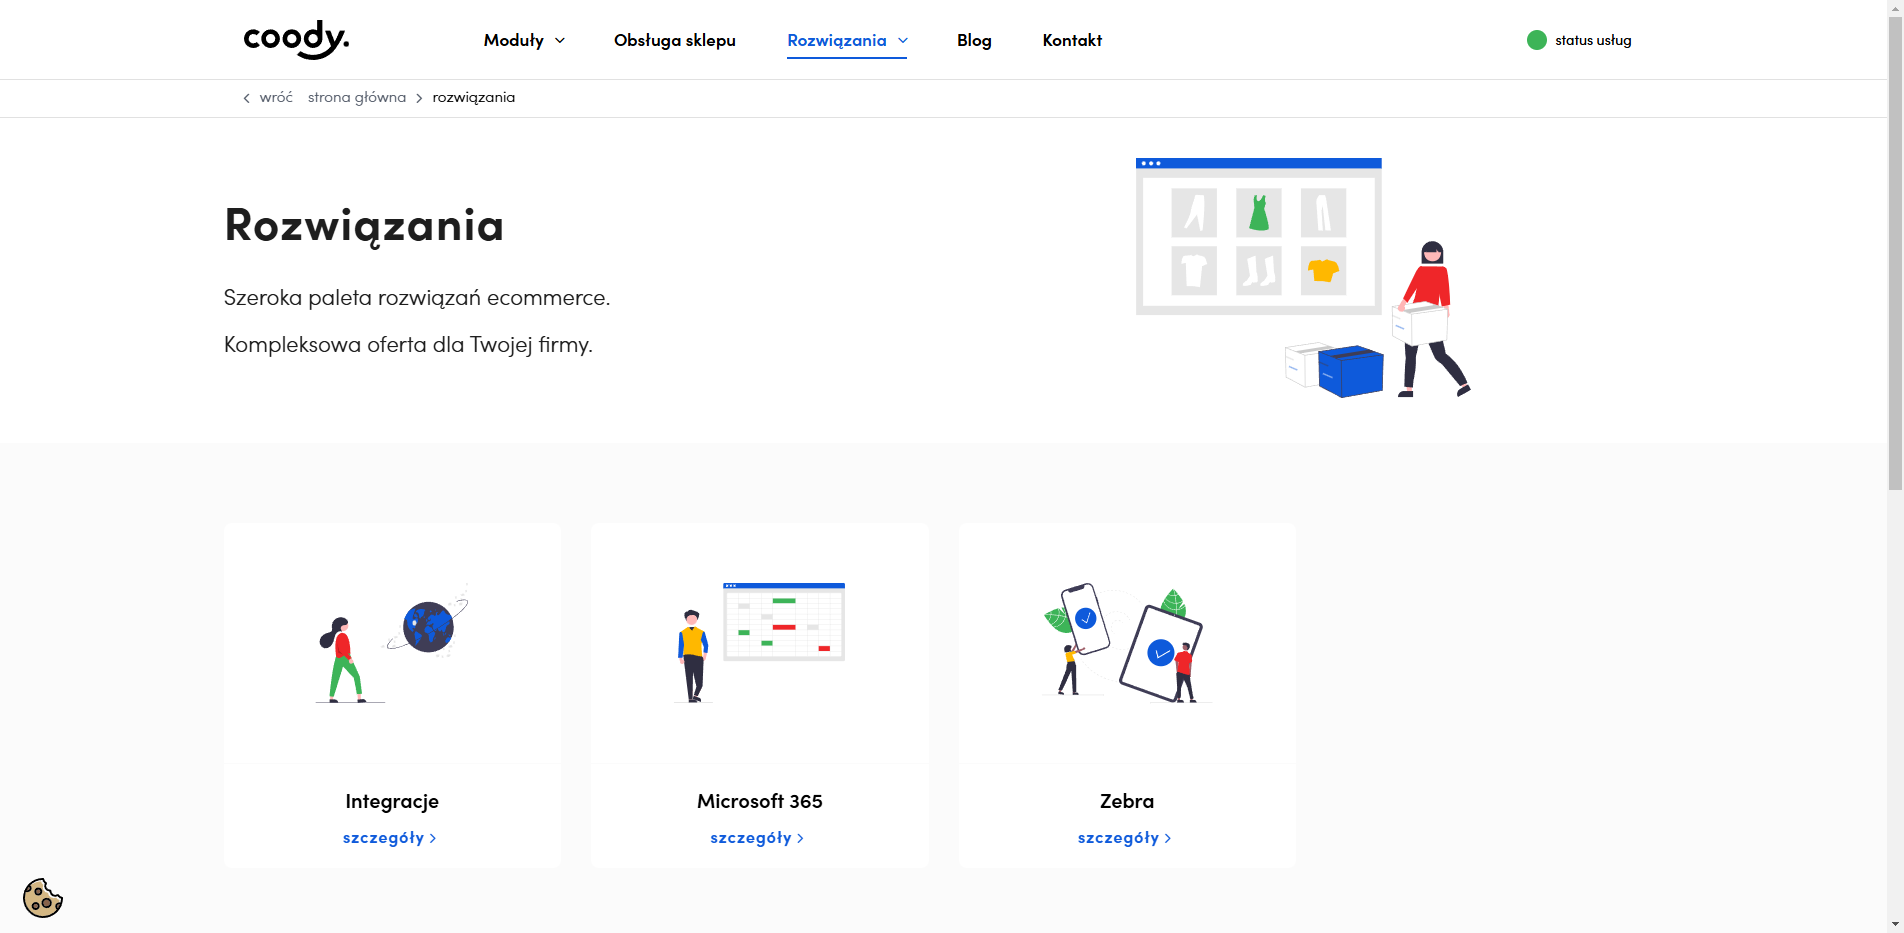 coody. Moduły Obsługa sklepu Rozwiązania Blog Kontakt status usług
wróć strona główna rozwiązania
Rozwiązania
Szeroka paleta rozwiązań ecommerce.
Kompleksowa oferta dla Twojej firmy.
Integracje
szczegóły
Microsoft 365
szczegóły
Zebra
szczegóły